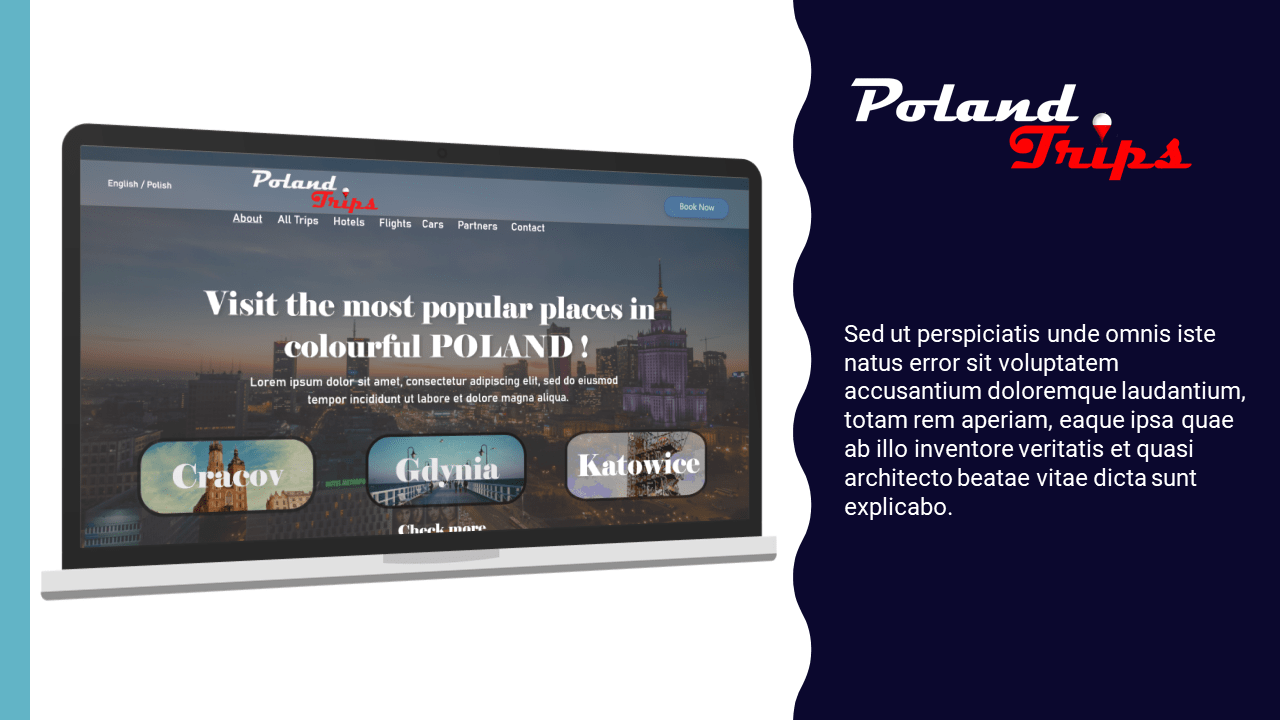 English / Polish
Poland
Trips
Book Now
About All Trips Hotels Flights Cars Partners Contact
Visit the most popular places in
colourful POLAND !
Lorem ipsum dolor sit amet, consectetur adipiscing elit, sed do eiusmod
tempor incididunt ut labore et dolore magna aliqua.
Cracov Gdynia Katowice
Check more
Poland
Trips
Sed ut perspiciatis unde omnis iste
natus error sit voluptatem
accusantium doloremque laudantium,
totam rem aperiam, eaque ipsa quae
ab illo inventore veritatis et quasi
architecto beatae vitae dicta sunt
explicabo.